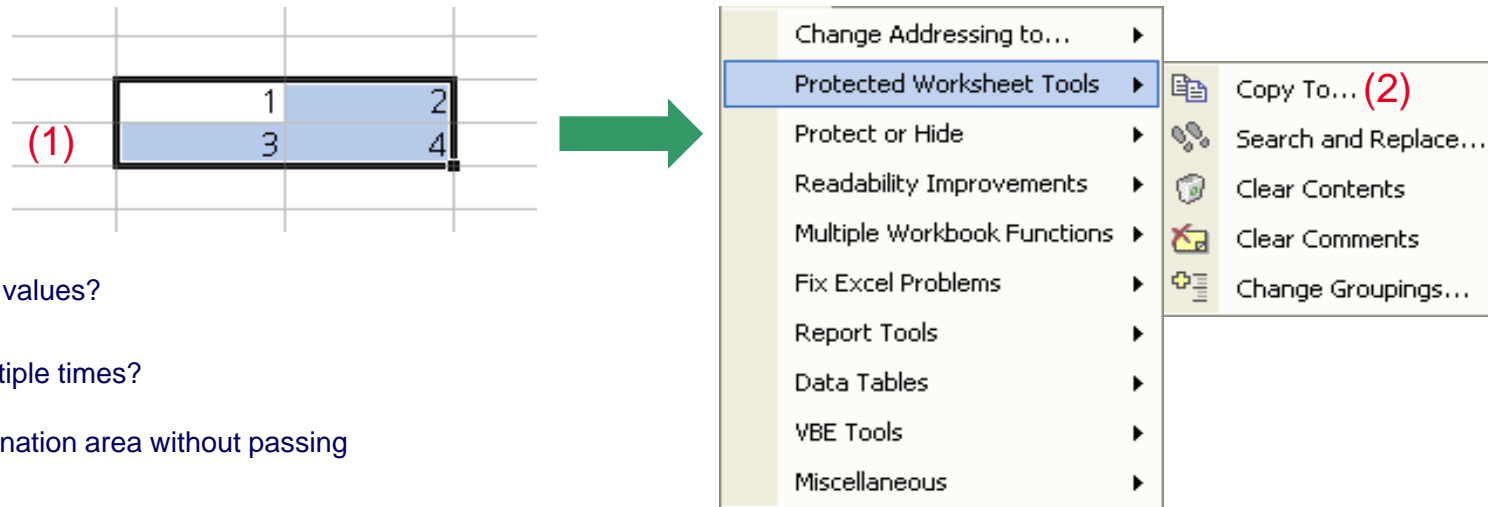 1 2
(1)
3 4
values?
tiple times?
nation area without passing
Change Addressing to...
Protected Worksheet Tools
Protect or Hide
Readability Improvements
Multiple Workbook Functions
Fix Excel Problems
Report Tools
Data Tables
VBE Tools
Miscellaneous
Copy To... (2)
Search and Replace...
Clear Contents
Clear Comments
Change Groupings...